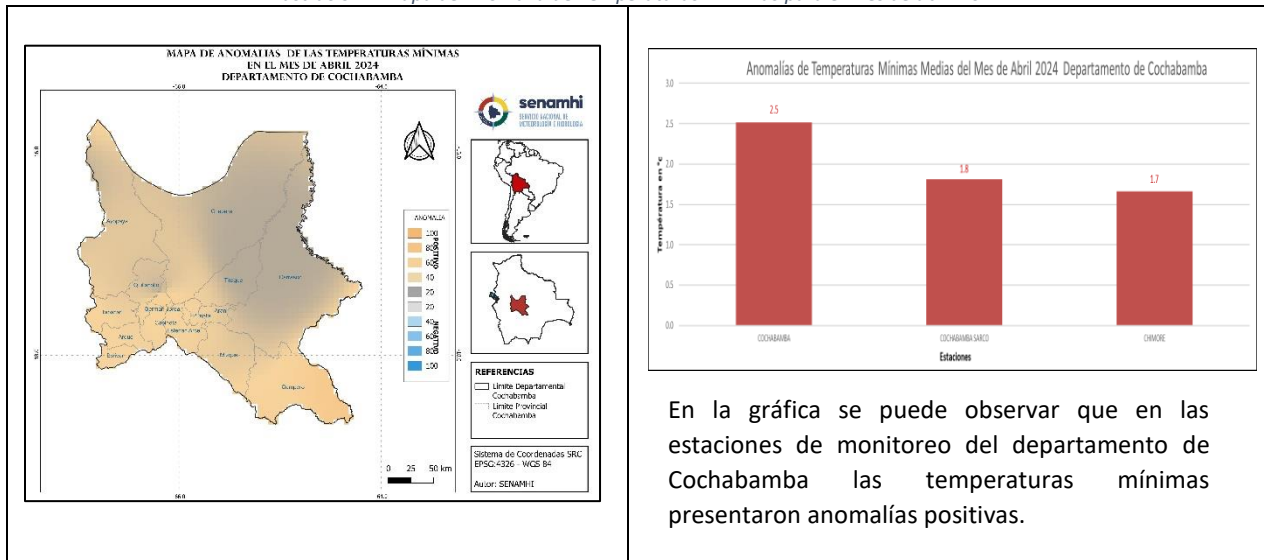 MAPA DE ANOMALIAS DE LAS TEMPERATURAS MÍNIMAS
EN EL MES DE ABRIL 2024
DEPARTAMENTO DE COCHABAMBA
senamhi
SERVICIO NACIONAL DE
METEOROLOGÍA E HIDROLOGÍA
ANOMALIA
100
80
60
40
20
20
40
60
80
100
POSITIVO
NEGATIVO
Ayopaya
Chapare
Tiraque
Carrasco
Quillacollo
Arque
Mizque
Campero
REFERENCIAS
Limite Departamental
Cochabamba
Limite Provincial
Cochabamba
Sistema de Coordenadas SRC
EPSG:4326 - WGS 84
Autor: SENAMHI
0 25 50 km
Anomalías de Temperaturas Mínimas Medias del Mes de Abril 2024 Departamento de Cochabamba
Températura en °c
3.0
2.5
2.0
1.5
1.0
0.5
0.0
2.5
1.8
1.7
COCHABAMBA
COCHABAMBA SARCO
CHIMORE
Estaciones
En la gráfica se puede observar que en las
estaciones de monitoreo del departamento de
Cochabamba las temperaturas mínimas
presentaron anomalías positivas.